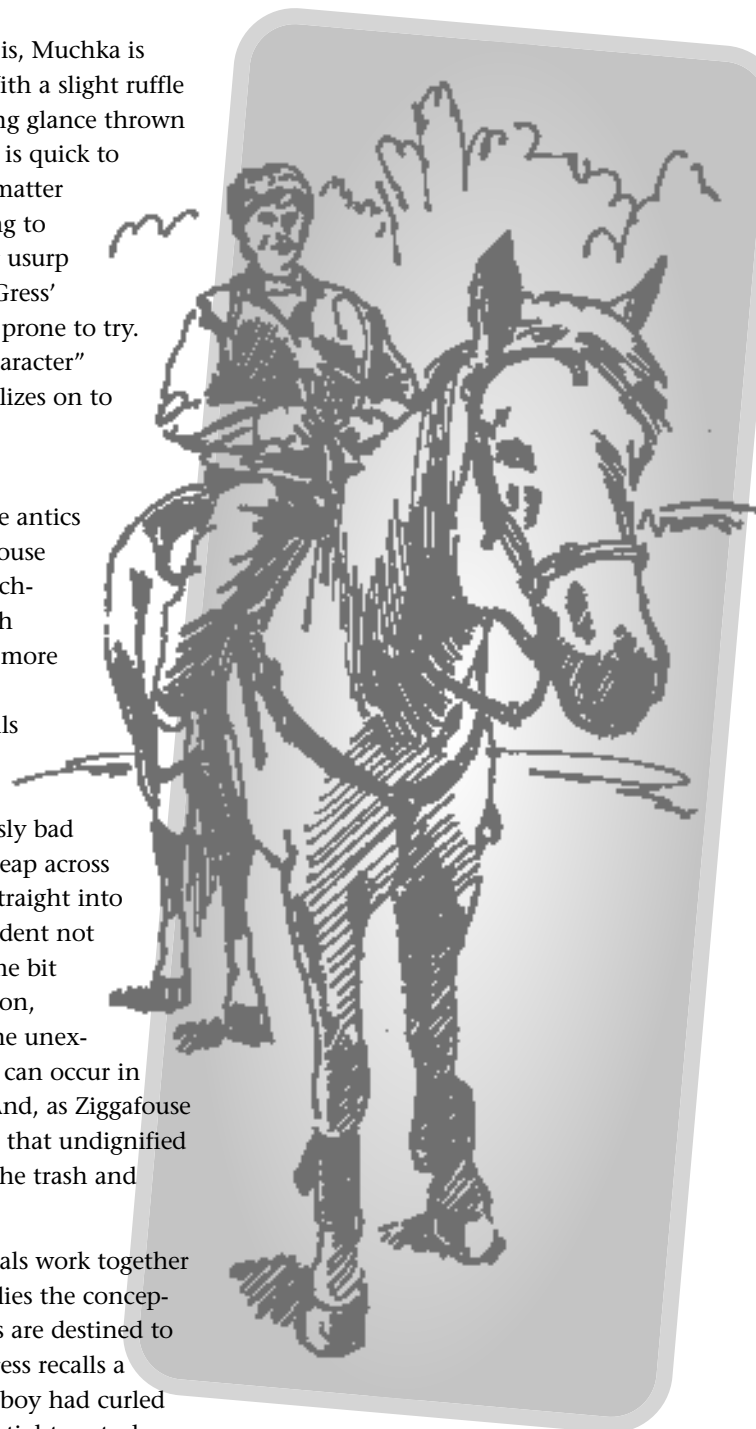 is, Muchka is
ith a slight ruffle
ng glance thrown
is quick to
matter
ng to
usurp
Gress’
prone to try.
aracter”
lizes on to
e antics
ouse
ch-
h
more
ls
sly bad
eap across
traight into
dent not
he bit
on,
he unex-
can occur in
And, as Ziggafouse
that undignified
he trash and
als work together
lies the concep-
s are destined to
ess recalls a
boy had curled